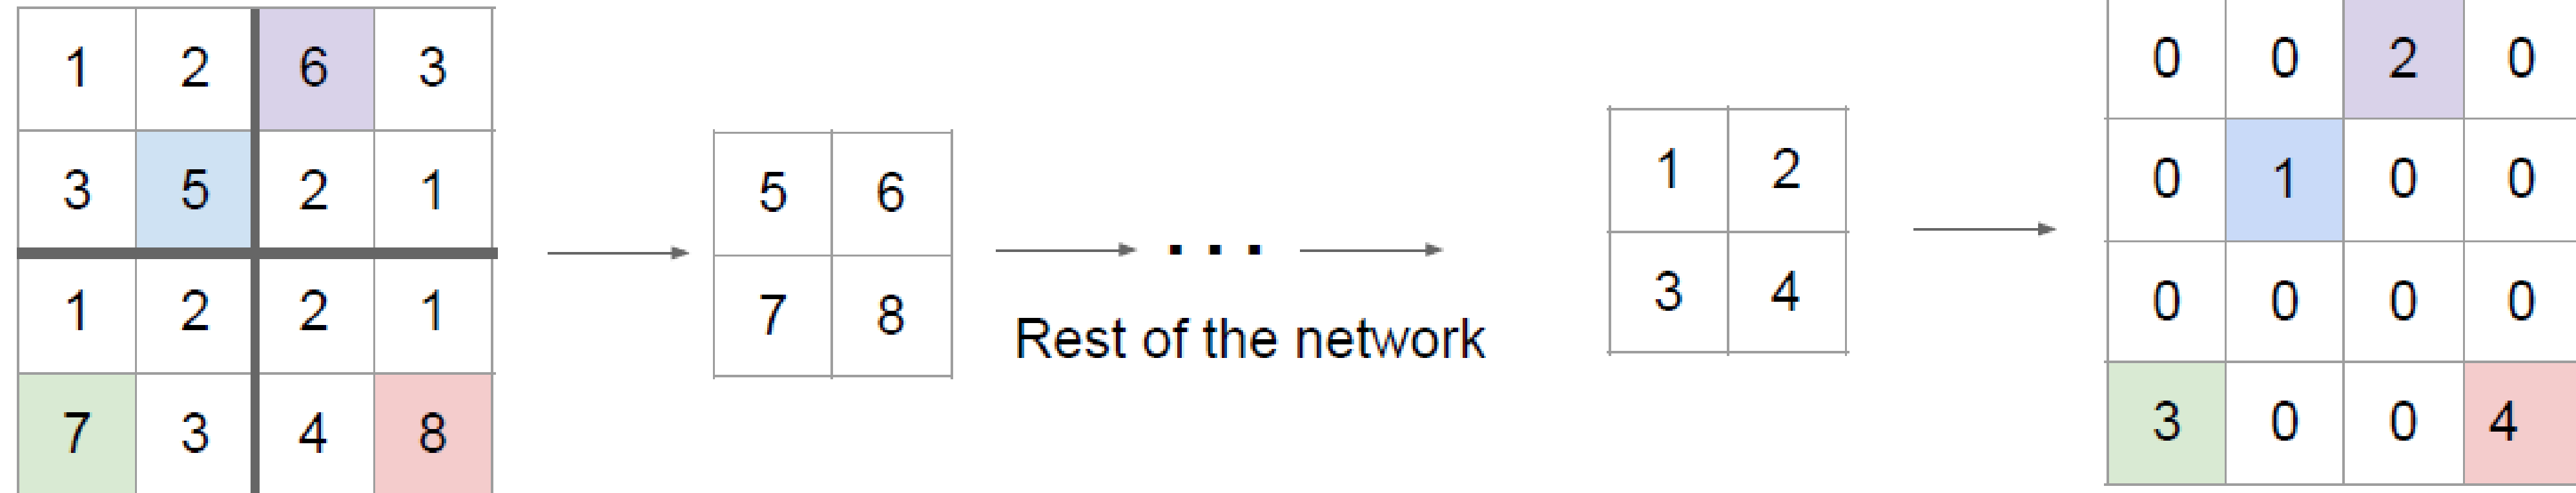 1 2 6 3
3 5 2 1
1 2 2 1
7 3 4 8
5 6
7 8
. . .
Rest of the network
1 2
3 4
0 0 2 0
0 1 0 0
0 0 0 0
3 0 0 4